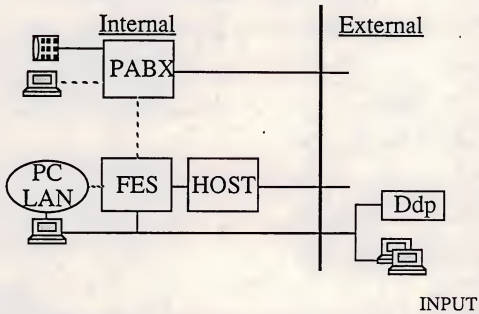 Internal External
PABX
PC
LAN
FES HOST
Ddp
INPUT